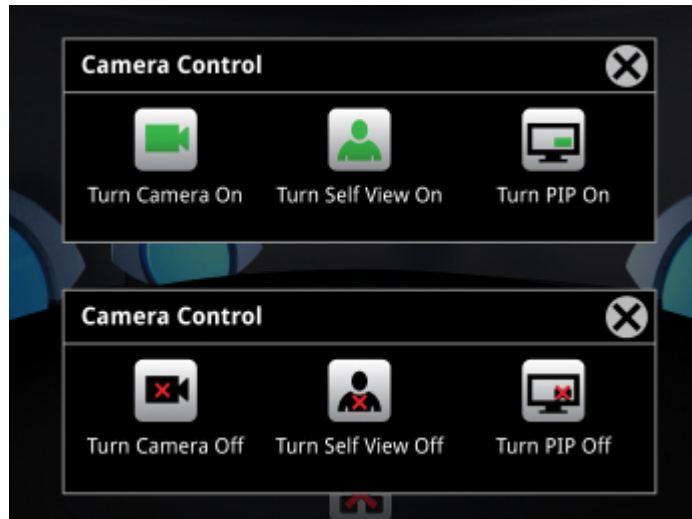 Camera Control
Turn Camera On Turn Self View On Turn PIP On
Camera Control
Turn Camera Off Turn Self View Off Turn PIP Off